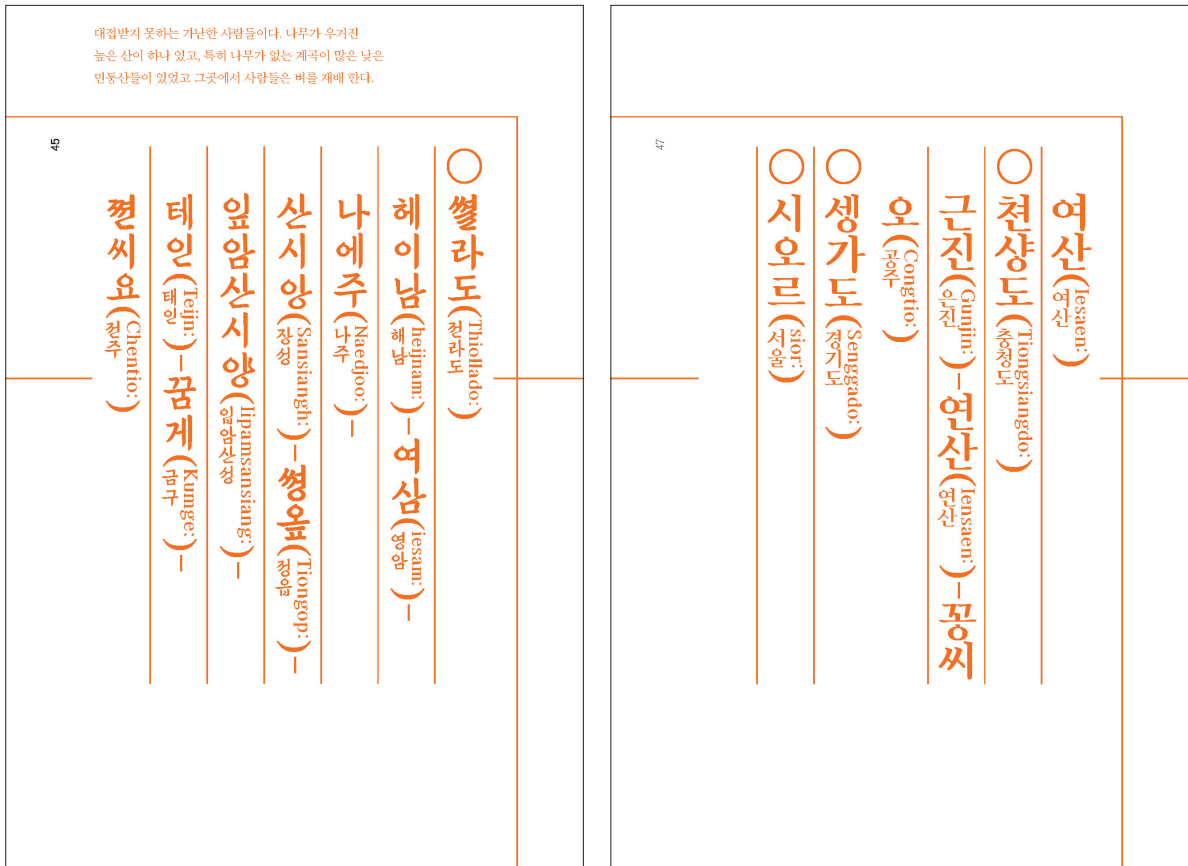 대접받지 못하는 가난한 사람들이다. 나무가 우거진
높은 산이 하나 있고, 특히 나무가 없는 계곡이 많은 낮은
민둥산들이 있었고 그곳에서 사람들은 벼를 재배 한다.
45
○ 쪌라도(Thiollado: 전라도)
헤이남(heijnam: 해남)–여삼(iesam: 영암)–
나에주(Naedjoo: 나주)–
산시앙(Sansiangh: 장성)–쪙옾(Tiongop: 정읍)–
잎암산시양(Iipamsansiang: 입암산성)–
테인(Teijn: 태인)–꿈게(Kumge: 금구)–
쩐씨요(Chentio: 전주)
47
여산(Iesaen: 여산)
○ 천샹도(Tiongsiangdo: 충청도)
근진(Gunjin: 은진)–연산(Iensaen: 연산)–꽁씨
오(Congtio: 공주)
○ 셍가도(Senggado: 경기도)
○ 시오르(sior: 서울)